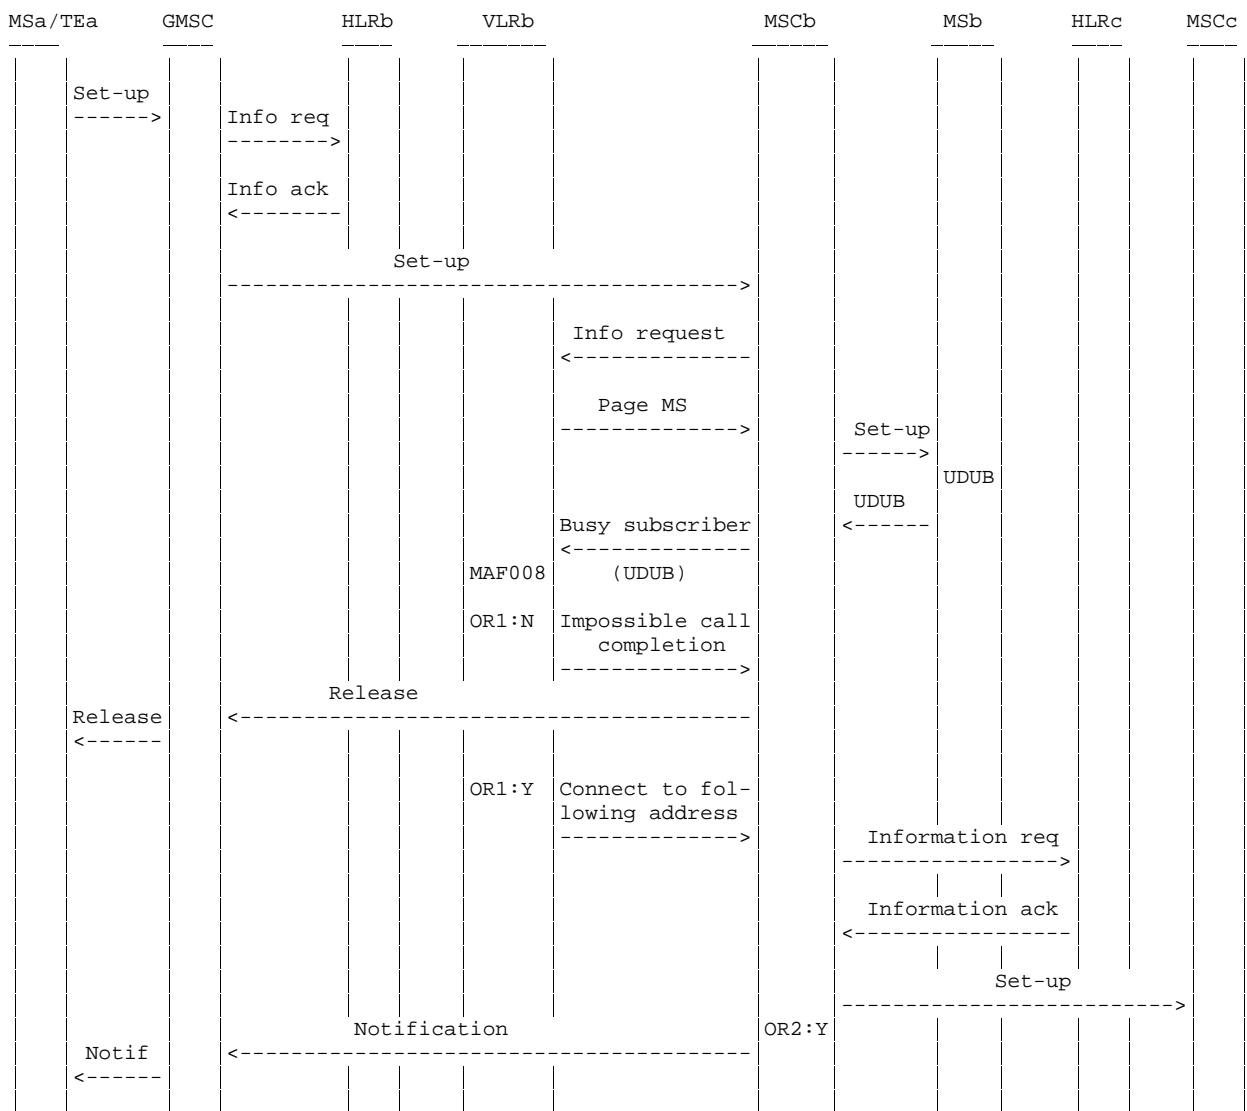 MSa/TEa GMSC HLRb VLRb MSCb MSb HLRc MSCc
Set-up
------> Info req
-------->
Info ack
<--------
Set-up
---------------------------------------->
Info request
<--------------
Page MS
--------------> Set-up
------>
UDUB
UDUB
Busy subscriber <------
<--------------
MAF008 (UDUB)
OR1:N Impossible call
completion
-------------->
Release
Release <----------------------------------------
<------
OR1:Y Connect to fol-
lowing address
-------------->
Information req
----------------->
Information ack
<-----------------
Set-up
-------------------------->
Notification OR2:Y
Notif <----------------------------------------
<------